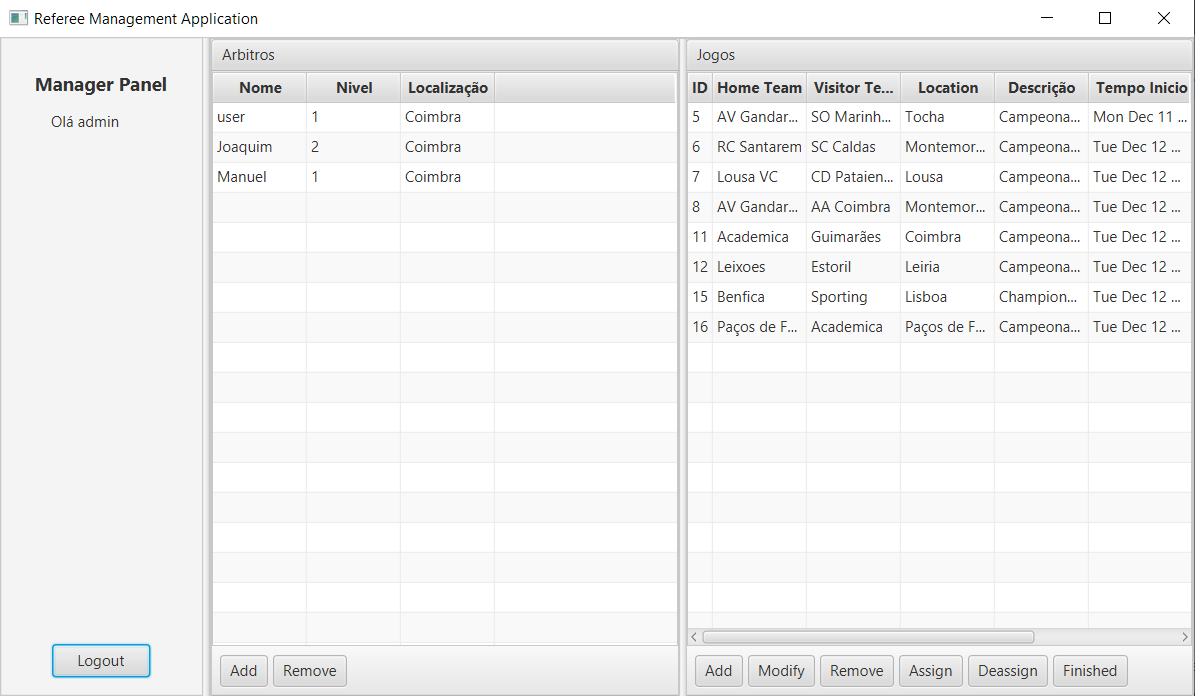 Referee Management Application
Manager Panel
Olá admin
Logout
Arbitros
Nome Nivel Localização
user 1 Coimbra
Joaquim 2 Coimbra
Manuel 1 Coimbra
Add Remove
Jogos
ID Home Team Visitor Te... Location Descrição Tempo Inicio
5 AV Gandar... SO Marinh... Tocha Campeona... Mon Dec 11 ...
6 RC Santarem SC Caldas Montemor... Campeona... Tue Dec 12 ...
7 Lousa VC CD Pataien... Lousa Campeona... Tue Dec 12 ...
8 AV Gandar... AA Coimbra Montemor... Campeona... Tue Dec 12 ...
11 Academica Guimarães Coimbra Campeona... Tue Dec 12 ...
12 Leixoes Estoril Leiria Campeona... Tue Dec 12 ...
15 Benfica Sporting Lisboa Champion... Tue Dec 12 ...
16 Paços de F... Academica Paços de F... Campeona... Tue Dec 12 ...
Add Modify Remove Assign Deassign Finished